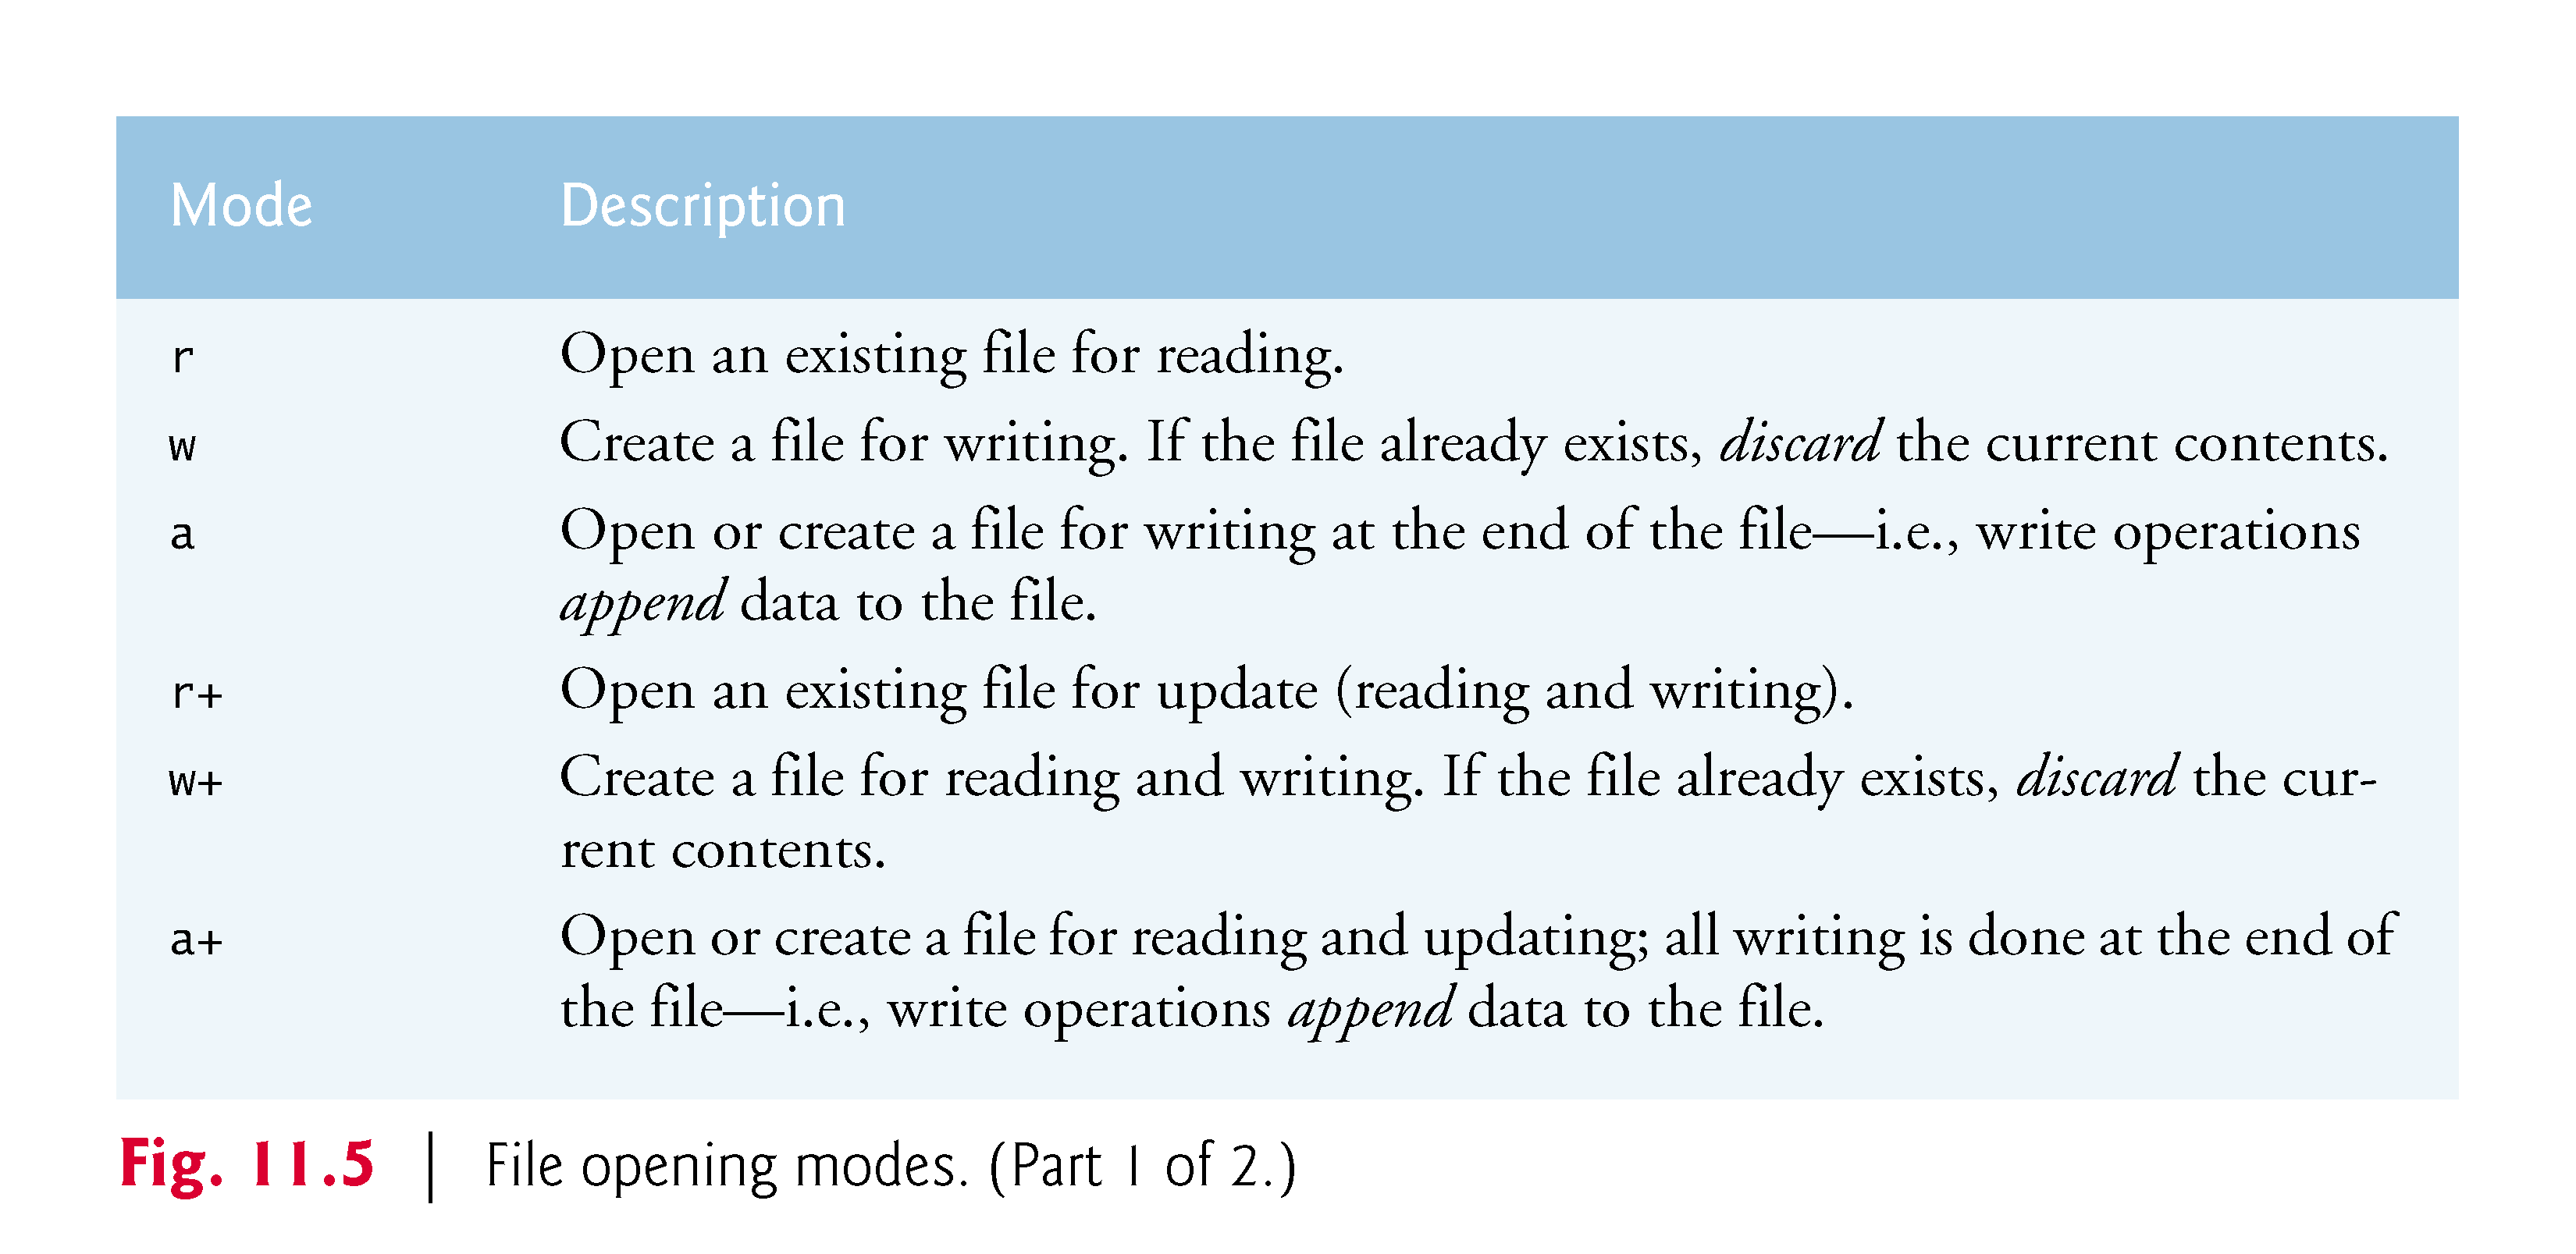 Mode Description
r Open an existing file for reading.
w Create a file for writing. If the file already exists, discard the current contents.
a Open or create a file for writing at the end of the file—i.e., write operations
append data to the file.
r+ Open an existing file for update (reading and writing).
w+ Create a file for reading and writing. If the file already exists, discard the cur-
rent contents.
a+ Open or create a file for reading and updating; all writing is done at the end of
the file—i.e., write operations append data to the file.
Fig. 11.5 | File opening modes. (Part 1 of 2.)